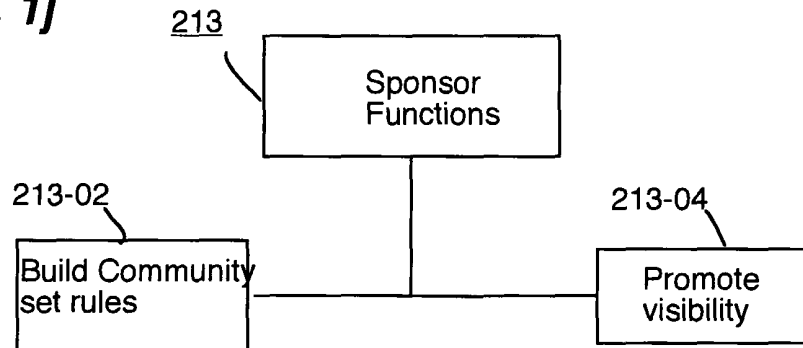 1j
213
Sponsor
Functions
213-02
213-04
Build Community
set rules
Promote
visibility